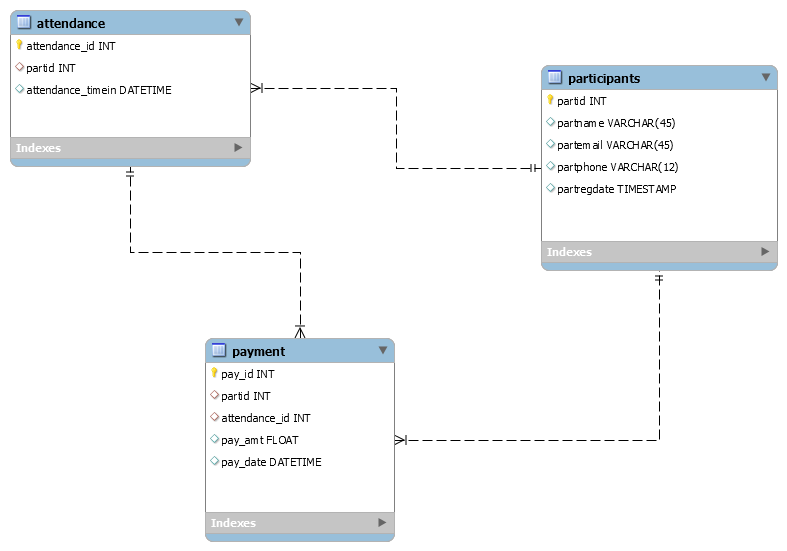 attendance
attendance_id INT
partid INT
attendance_timein DATETIME
Indexes
participants
partid INT
partname VARCHAR(45)
partemail VARCHAR(45)
partphone VARCHAR(12)
partregdate TIMESTAMP
Indexes
payment
pay_id INT
partid INT
attendance_id INT
pay_amt FLOAT
pay_date DATETIME
Indexes